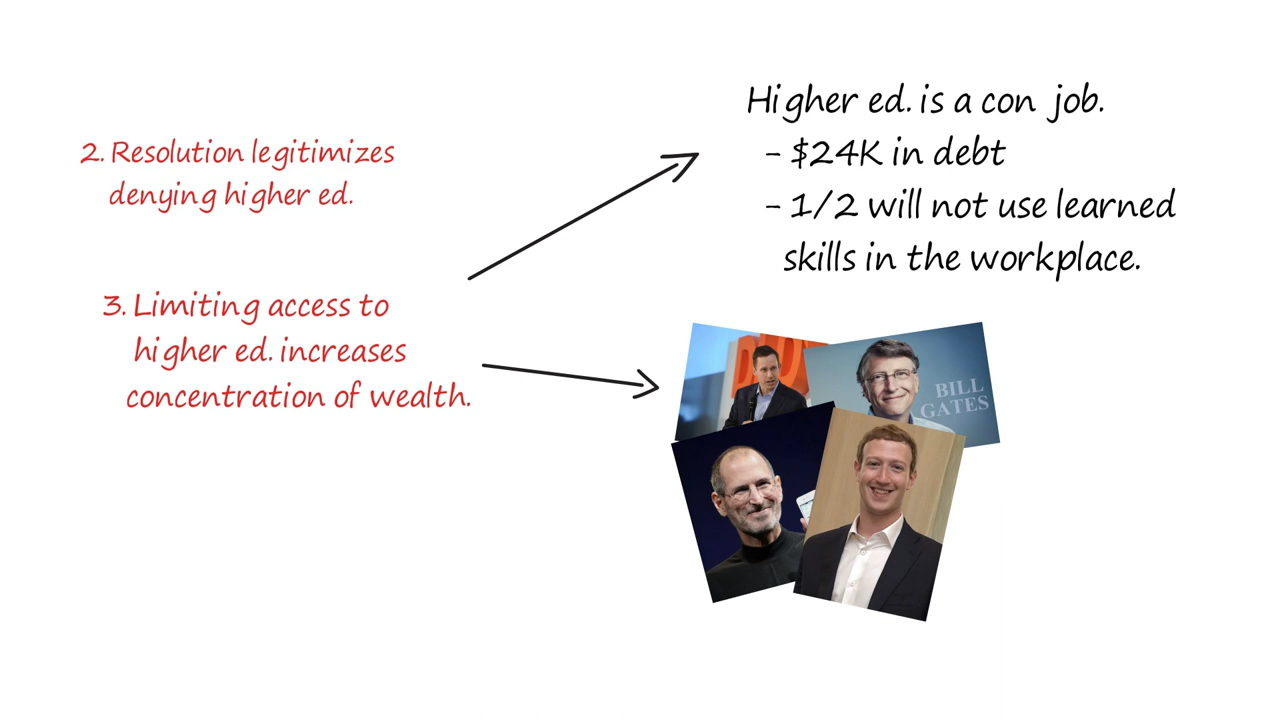 2. Resolution legitimizes
denying higher ed.
3. Limiting access to
higher ed. increases
concentration of wealth.
Higher ed. is a con job.
- $24K in debt
- 1/2 will not use learned
skills in the workplace.
BILL
GATES